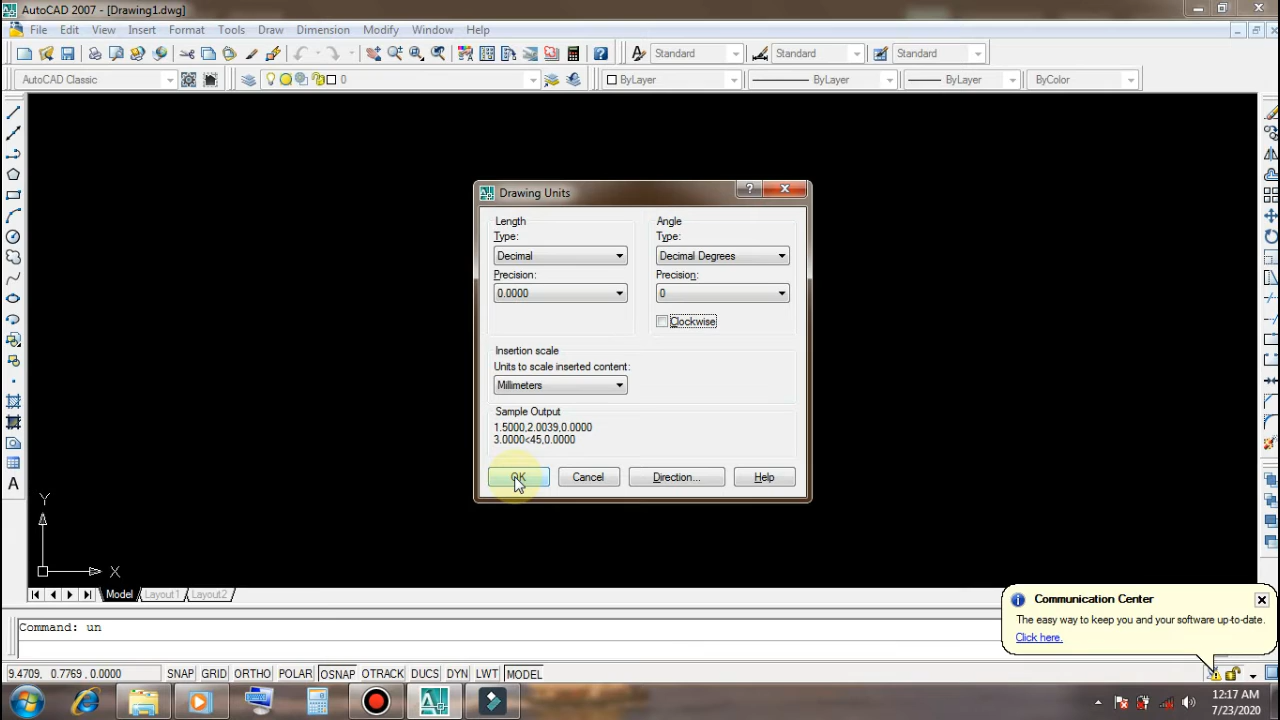 AutoCAD 2007 - [Drawing1.dwg]
File Edit View Insert Format Tools Draw Dimension Modify Window Help
Standard Standard Standard
AutoCAD Classic 0 ByLayer ByLayer ByLayer ByColor
Drawing Units
?
Length
Type:
Decimal
Precision:
0.0000
Angle
Type:
Decimal Degrees
Precision:
0
Clockwise
Insertion scale
Units to scale inserted content:
Millimeters
Sample Output
1.5000,2.0039,0.0000
3.0000<45,0.0000
OK Cancel Direction... Help
Y
X
A
Model Layout1 Layout2
Communication Center
The easy way to keep you and your software up-to-date.
Click here.
Command: un
9.4709, 0.7769, 0.0000 SNAP GRID ORTHO POLAR OSNAP OTRACK DUCS DYN LWT MODEL
12:17 AM
7/23/2020